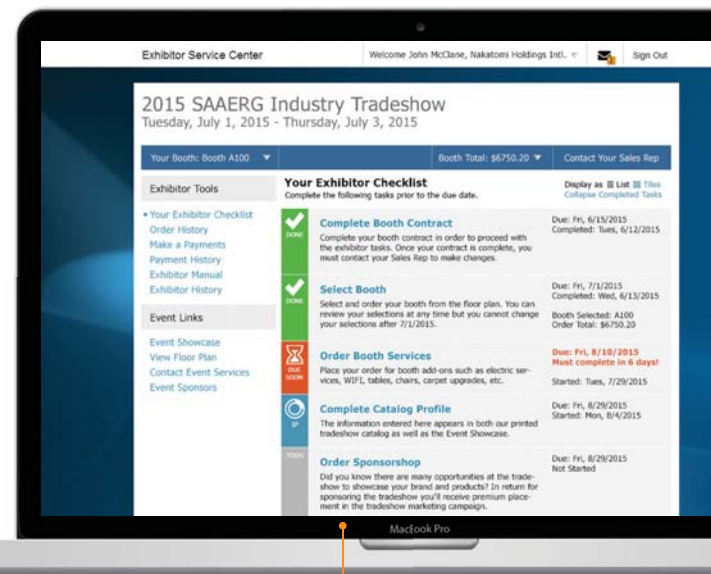 Exhibitor Service Center
Welcome John McClane, Nakatomi Holdings Intl.
Sign Out
2015 SAAERG Industry Tradeshow
Tuesday, July 1, 2015 - Thursday, July 3, 2015
Your Booth: Booth A100
Booth Total: $6750.20
Contact Your Sales Rep
Exhibitor Tools
• Your Exhibitor Checklist
Order History
Make a Payments
Payment History
Exhibitor Manual
Exhibitor History
Event Links
Event Showcase
View Floor Plan
Contact Event Services
Event Sponsors
Your Exhibitor Checklist
Complete the following tasks prior to the due date.
Display as List Tiles
Collapse Completed Tasks
DONE
Complete Booth Contract
Complete your booth contract in order to proceed with
the exhibitor tasks. Once your contract is complete, you
must contact your Sales Rep to make changes.
Due: Fri, 6/15/2015
Completed: Tues, 6/12/2015
DONE
Select Booth
Select and order your booth from the floor plan. You can
review your selections at any time but you cannot change
your selections after 7/1/2015.
Due: Fri, 7/1/2015
Completed: Wed, 6/13/2015
Booth Selected: A100
Order Total: $6750.20
DUE
SOON
Order Booth Services
Place your order for booth add-ons such as electric ser-
vices, WIFI, tables, chairs, carpet upgrades, etc.
Due: Fri, 8/10/2015
Must complete in 6 days!
Started: Tues, 7/29/2015
IP
Complete Catalog Profile
The information entered here appears in both our printed
tradeshow catalog as well as the Event Showcase.
Due: Fri, 8/29/2015
Started: Mon, 8/4/2015
TODO
Order Sponsorshop
Did you know there are many opportunities at the trade-
show to showcase your brand and products? In return for
sponsoring the tradeshow you'll receive premium place-
ment in the tradeshow marketing campaign.
Due: Fri, 8/29/2015
Not Started
MacBook Pro